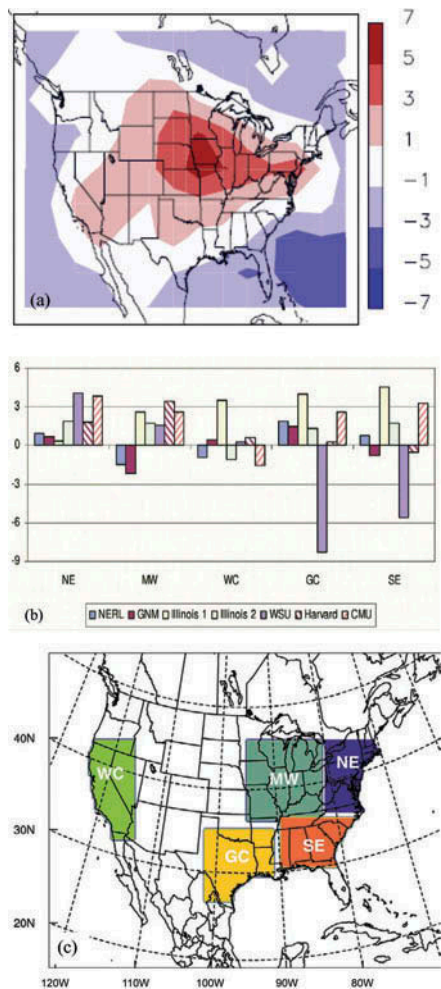 7
5
3
1
-1
-3
-5
-7
(a)
6
3
0
-3
-6
-9
NE MW WC GC SE
NERL GNM Illinois 1 Illinois 2 WSU Harvard CMU
(b)
40N
30N
20N
WC
MW
NE
GC
SE
(c)
120W 110W 100W 90W 80W